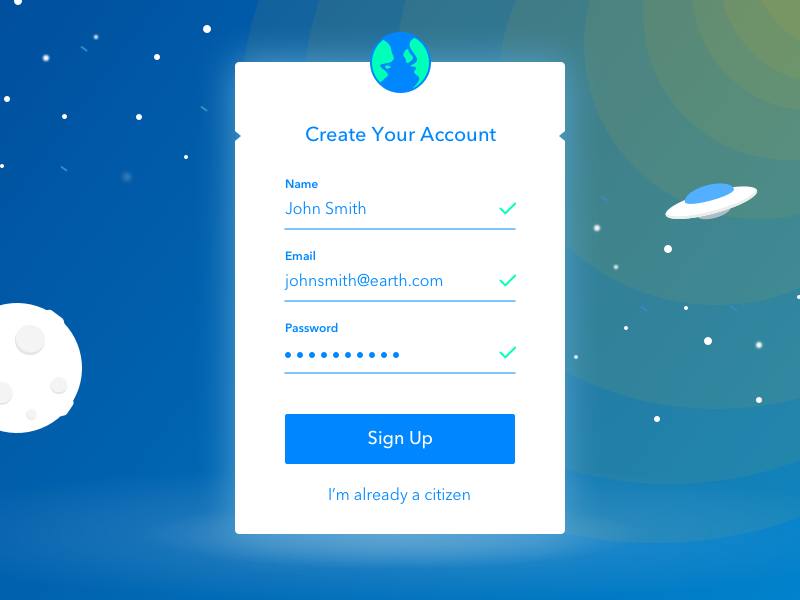 Create Your Account
Name
John Smith
Email
johnsmith@earth.com
Password
Sign Up
I'm already a citizen